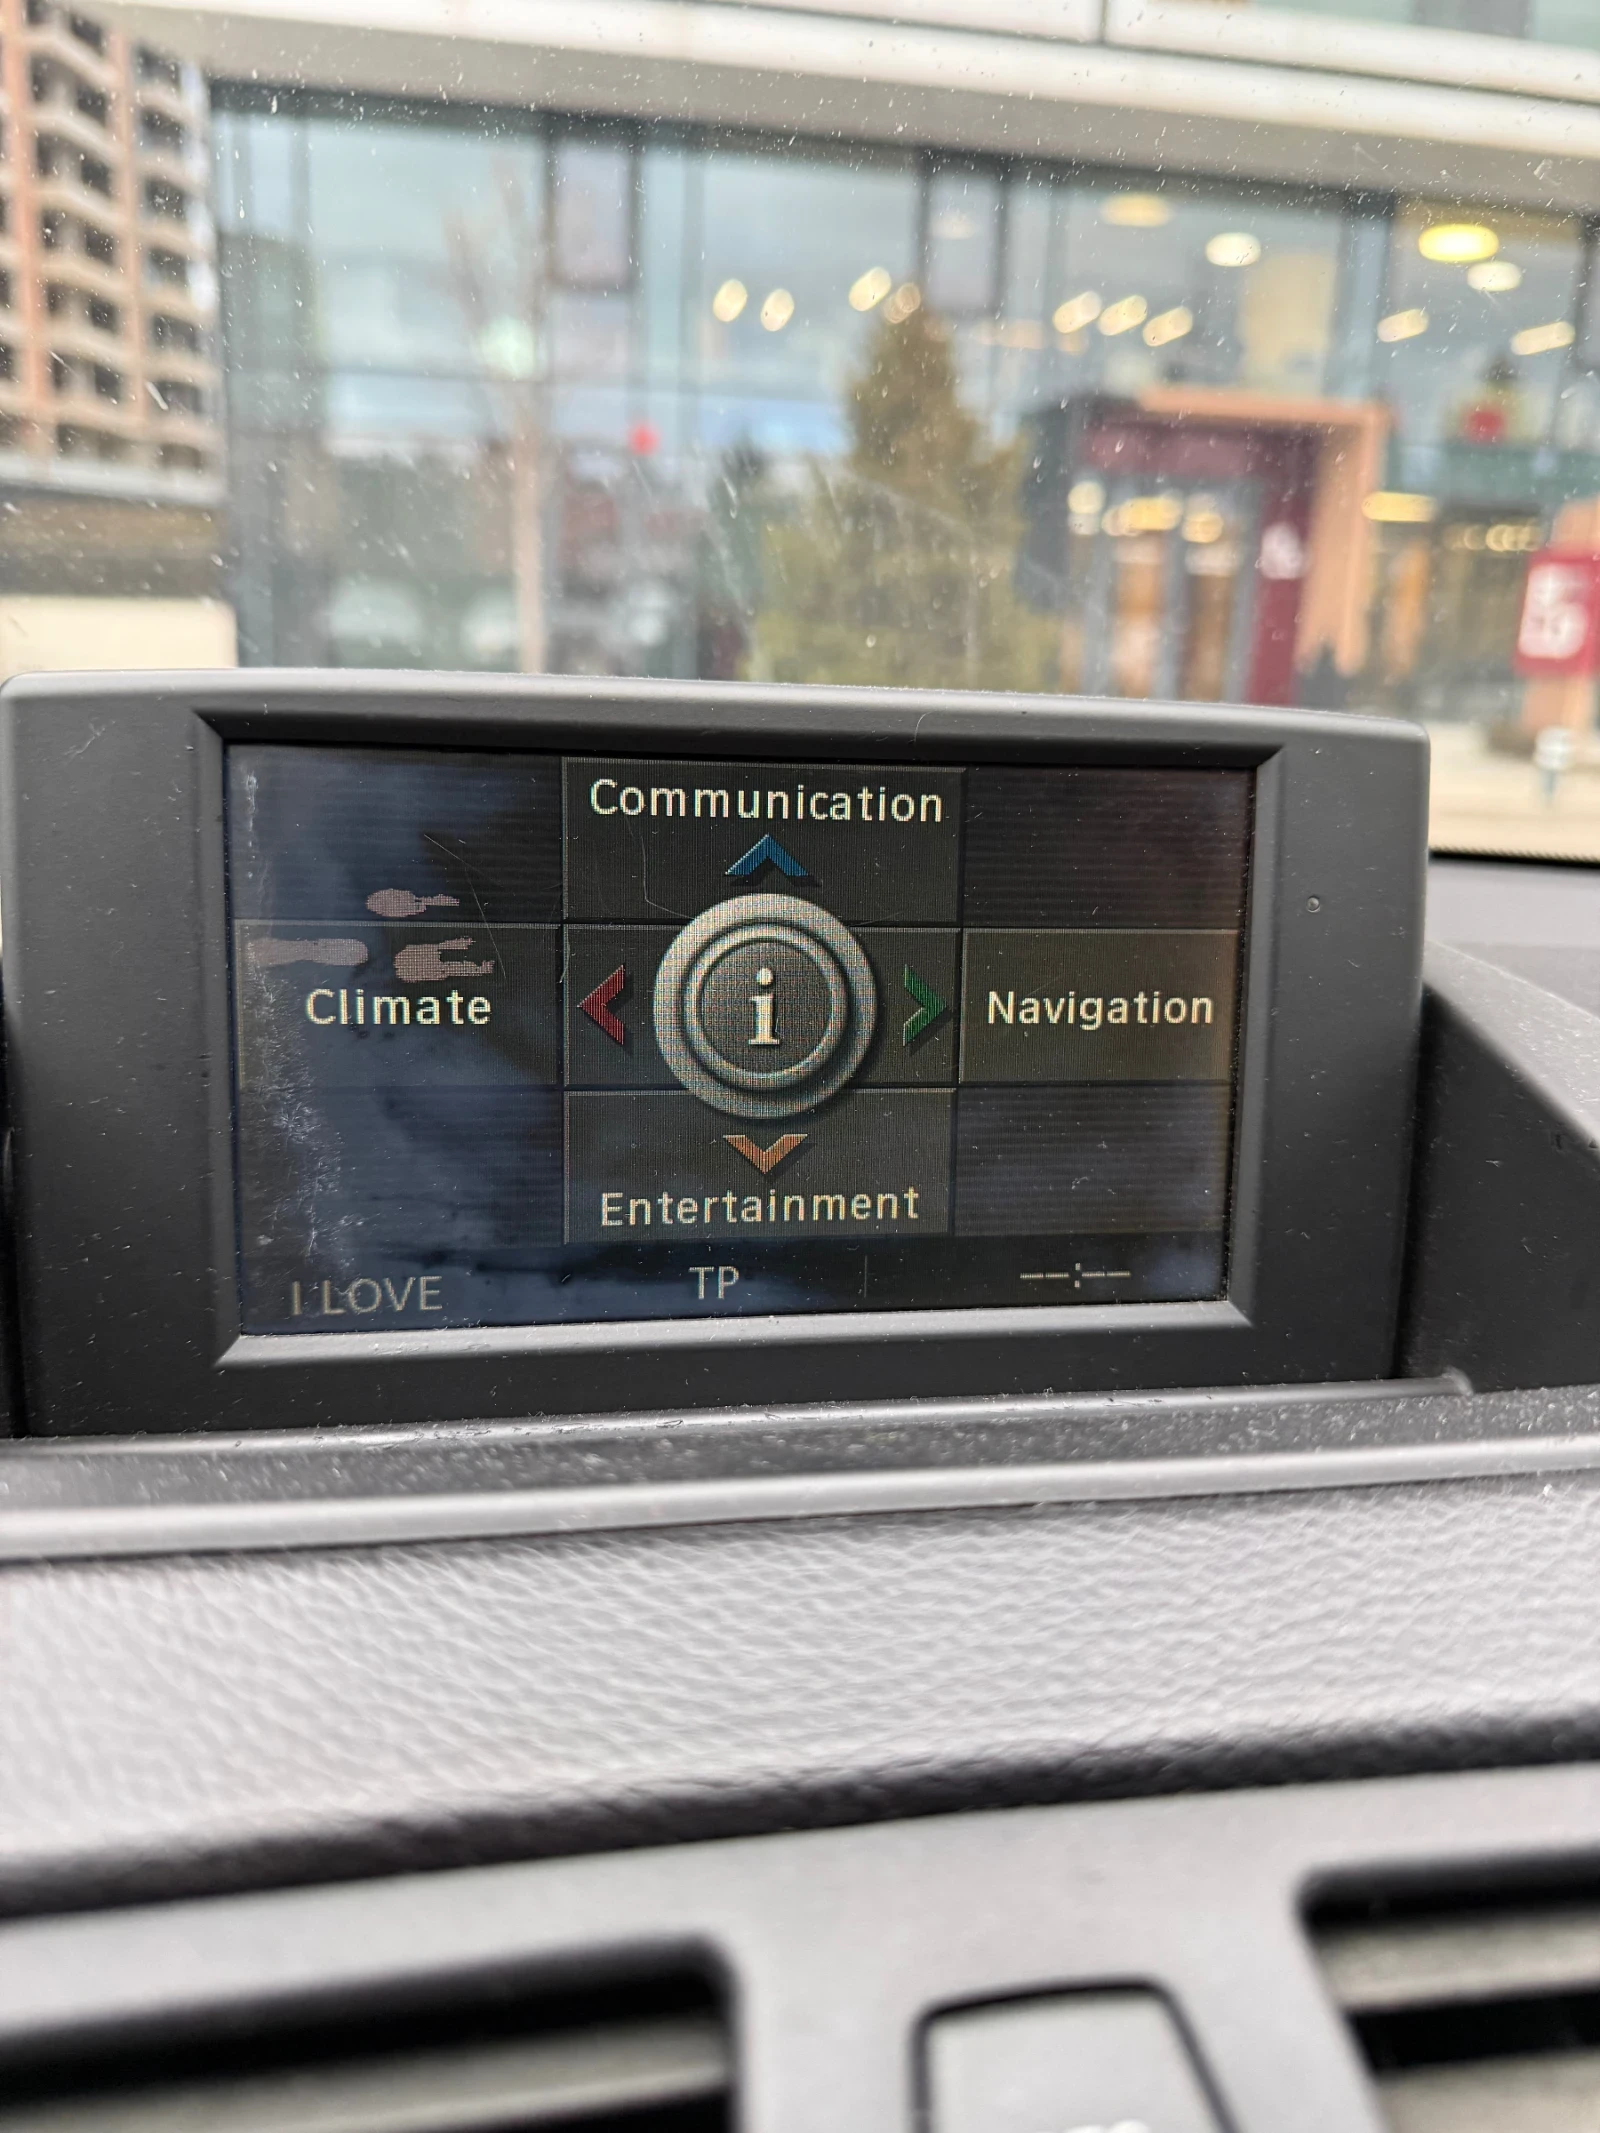 Communication
Climate
i
Navigation
Entertainment
I LOVE TP --:--